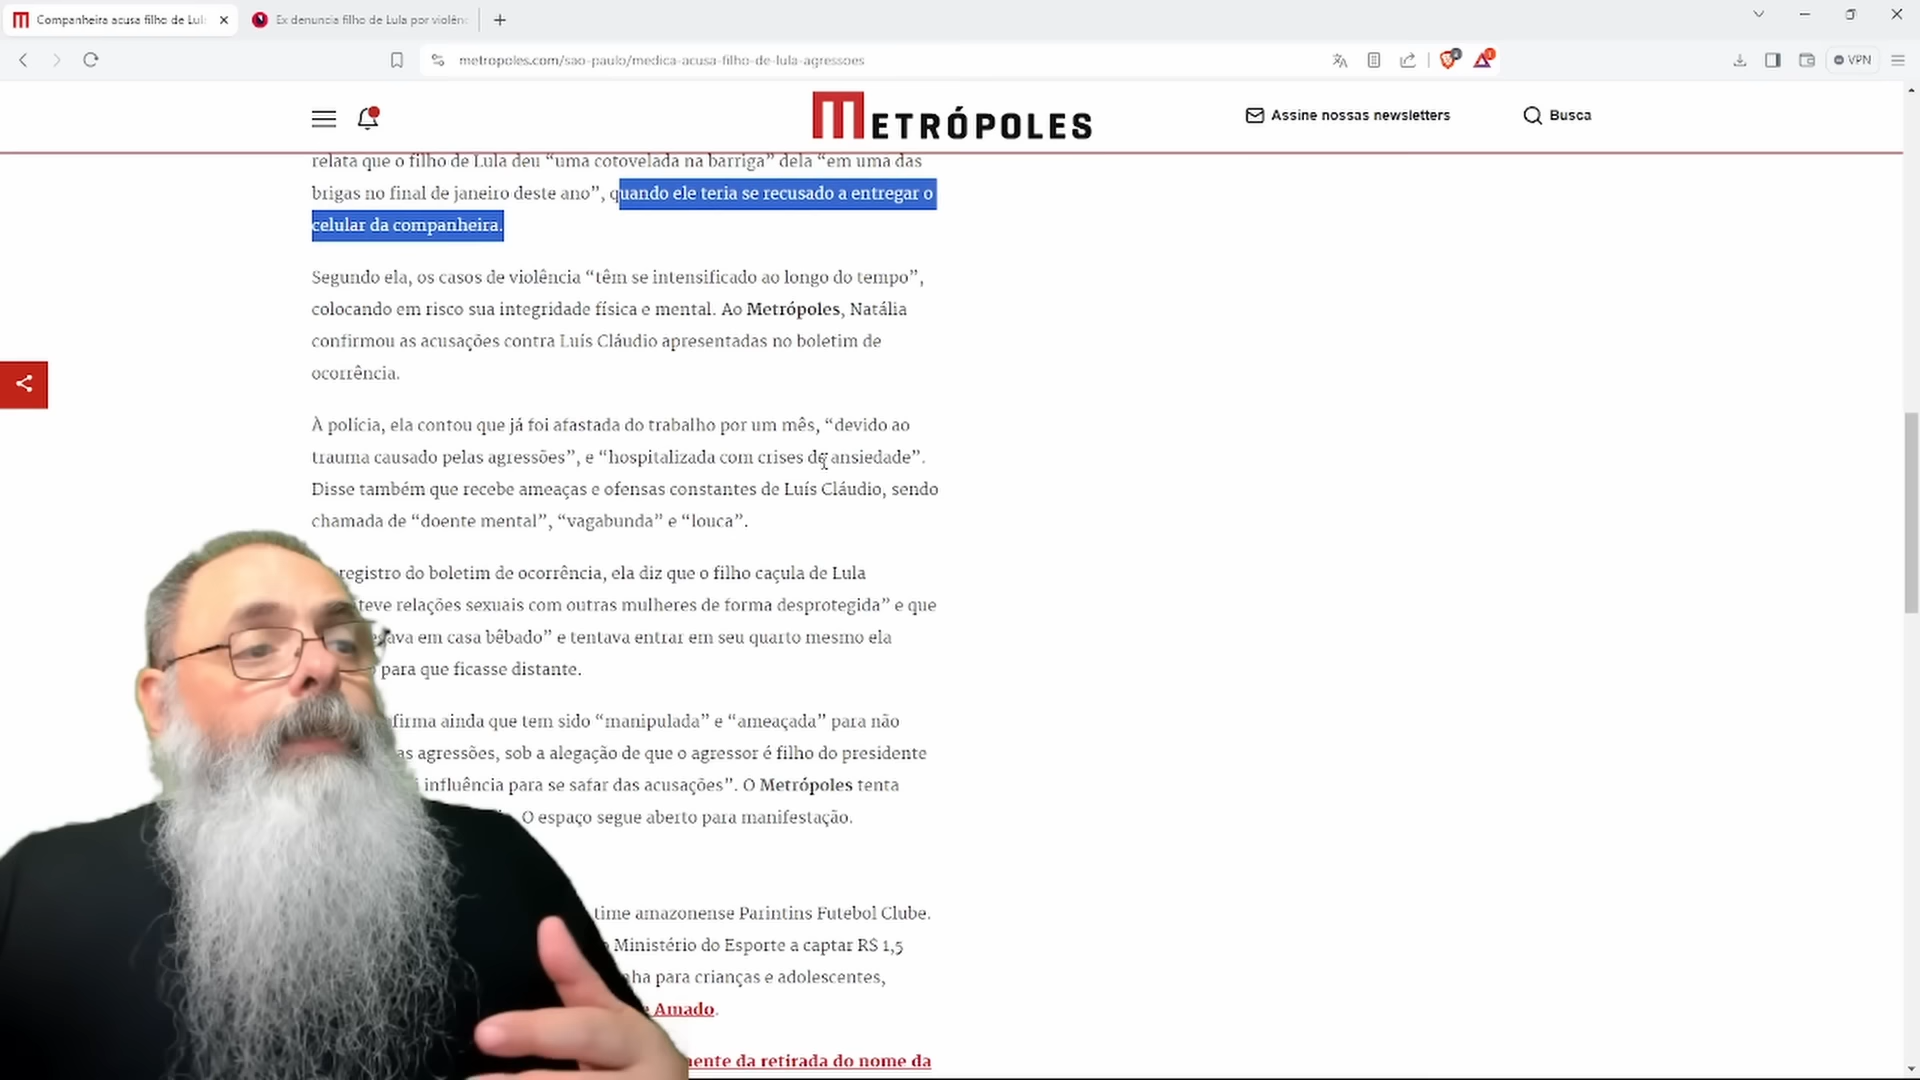 Companheira acusa filho de Lul
Ex denuncia filho de Lula por violênc
metropoles.com/sao-paulo/medica-acusa-filho-de-lula-agressoes
VPN
METRÓPOLES
Assine nossas newsletters
Busca
relata que o filho de Lula deu “uma cotovelada na barriga” dela “em uma das
brigas no final de janeiro deste ano”, quando ele teria se recusado a entregar o
celular da companheira.
Segundo ela, os casos de violência “têm se intensificado ao longo do tempo”,
colocando em risco sua integridade física e mental. Ao Metrópoles, Natália
confirmou as acusações contra Luís Cláudio apresentadas no boletim de
ocorrência.
À polícia, ela contou que já foi afastada do trabalho por um mês, “devido ao
trauma causado pelas agressões”, e “hospitalizada com crises de ansiedade”.
Disse também que recebe ameaças e ofensas constantes de Luís Cláudio, sendo
chamada de “doente mental”, “vagabunda” e “louca”.
registro do boletim de ocorrência, ela diz que o filho caçula de Lula
teve relações sexuais com outras mulheres de forma desprotegida” e que
em casa bêbado” e tentava entrar em seu quarto mesmo ela
para que ficasse distante.
firma ainda que tem sido “manipulada” e “ameaçada” para não
as agressões, sob a alegação de que o agressor é filho do presidente
influência para se safar das acusações”. O Metrópoles tenta
O espaço segue aberto para manifestação.
time amazonense Parintins Futebol Clube.
Ministério do Esporte a captar R$ 1,5
para crianças e adolescentes,
Amado.
mente da retirada do nome da